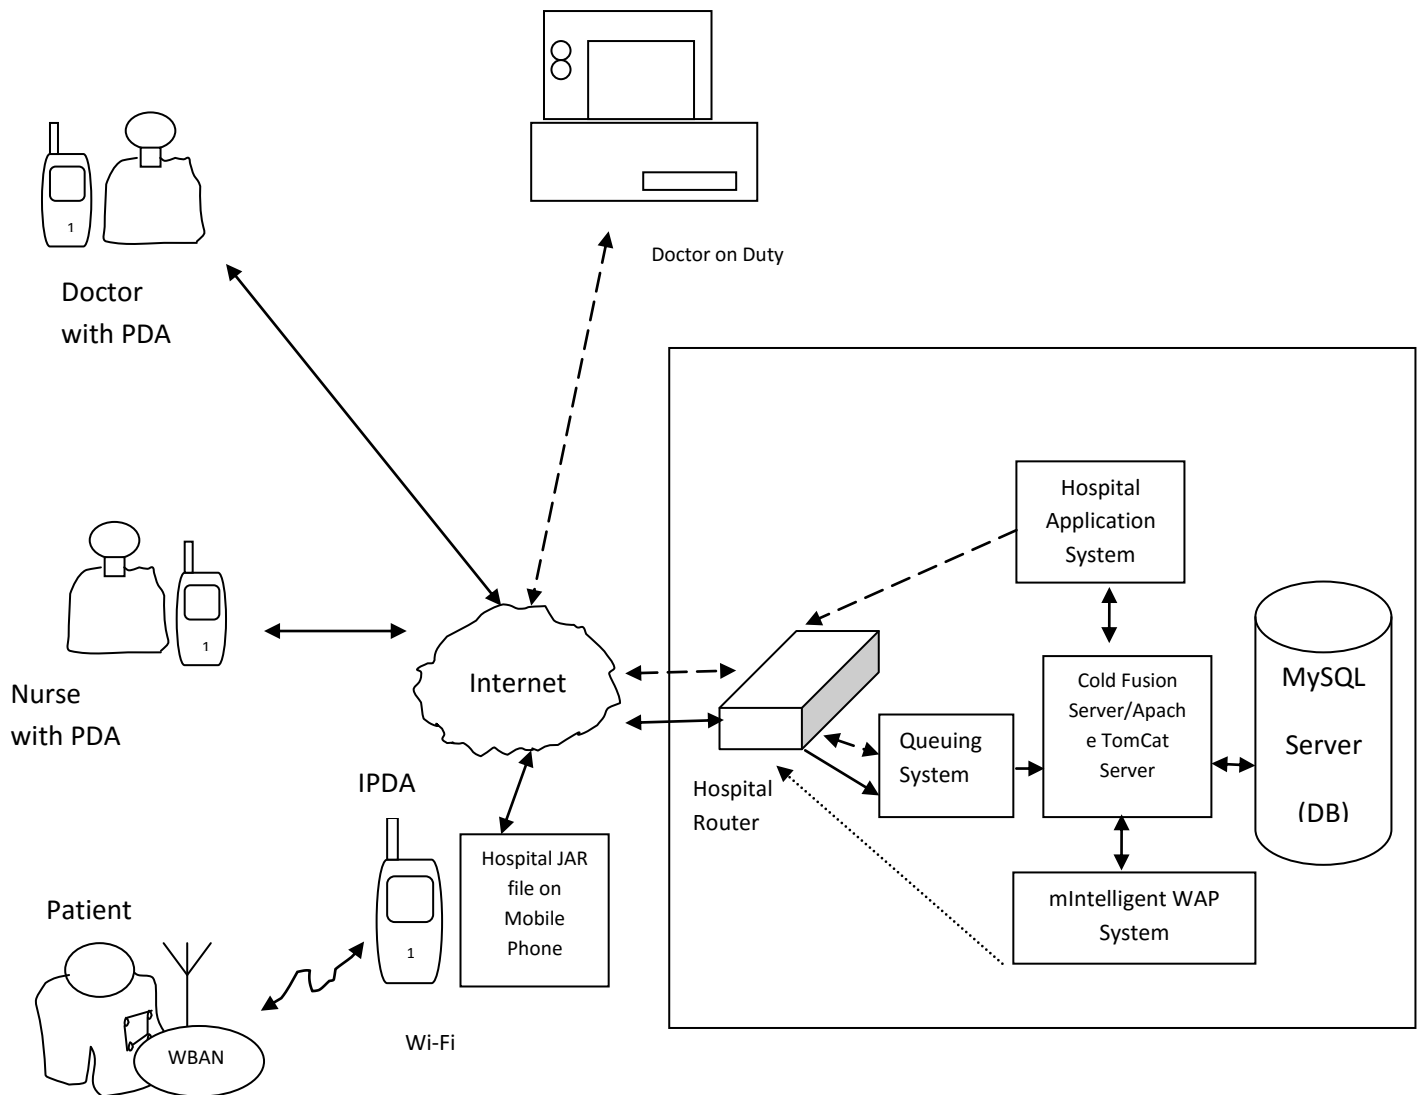 Doctor on Duty
1
Doctor
with PDA
Hospital
Application
System
1
Nurse
with PDA
Internet
Cold Fusion
Server/Apach
e TomCat
Server
MySQL
Server
(DB)
Queuing
System
Hospital
Router
IPDA
Hospital JAR
file on
Mobile
Phone
1
mIntelligent WAP
System
Patient
WBAN
Wi-Fi